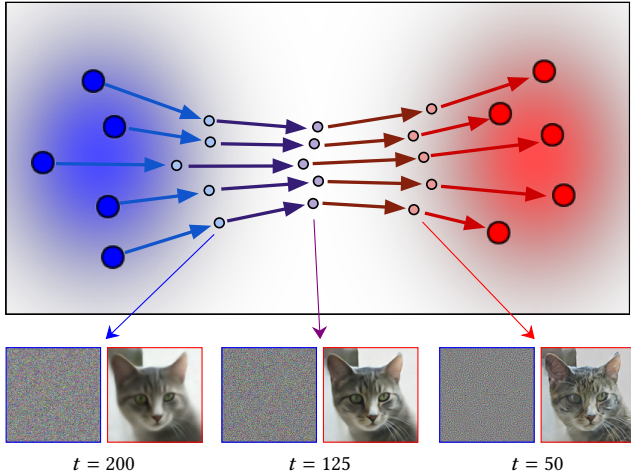 t = 200
t = 125
t = 50